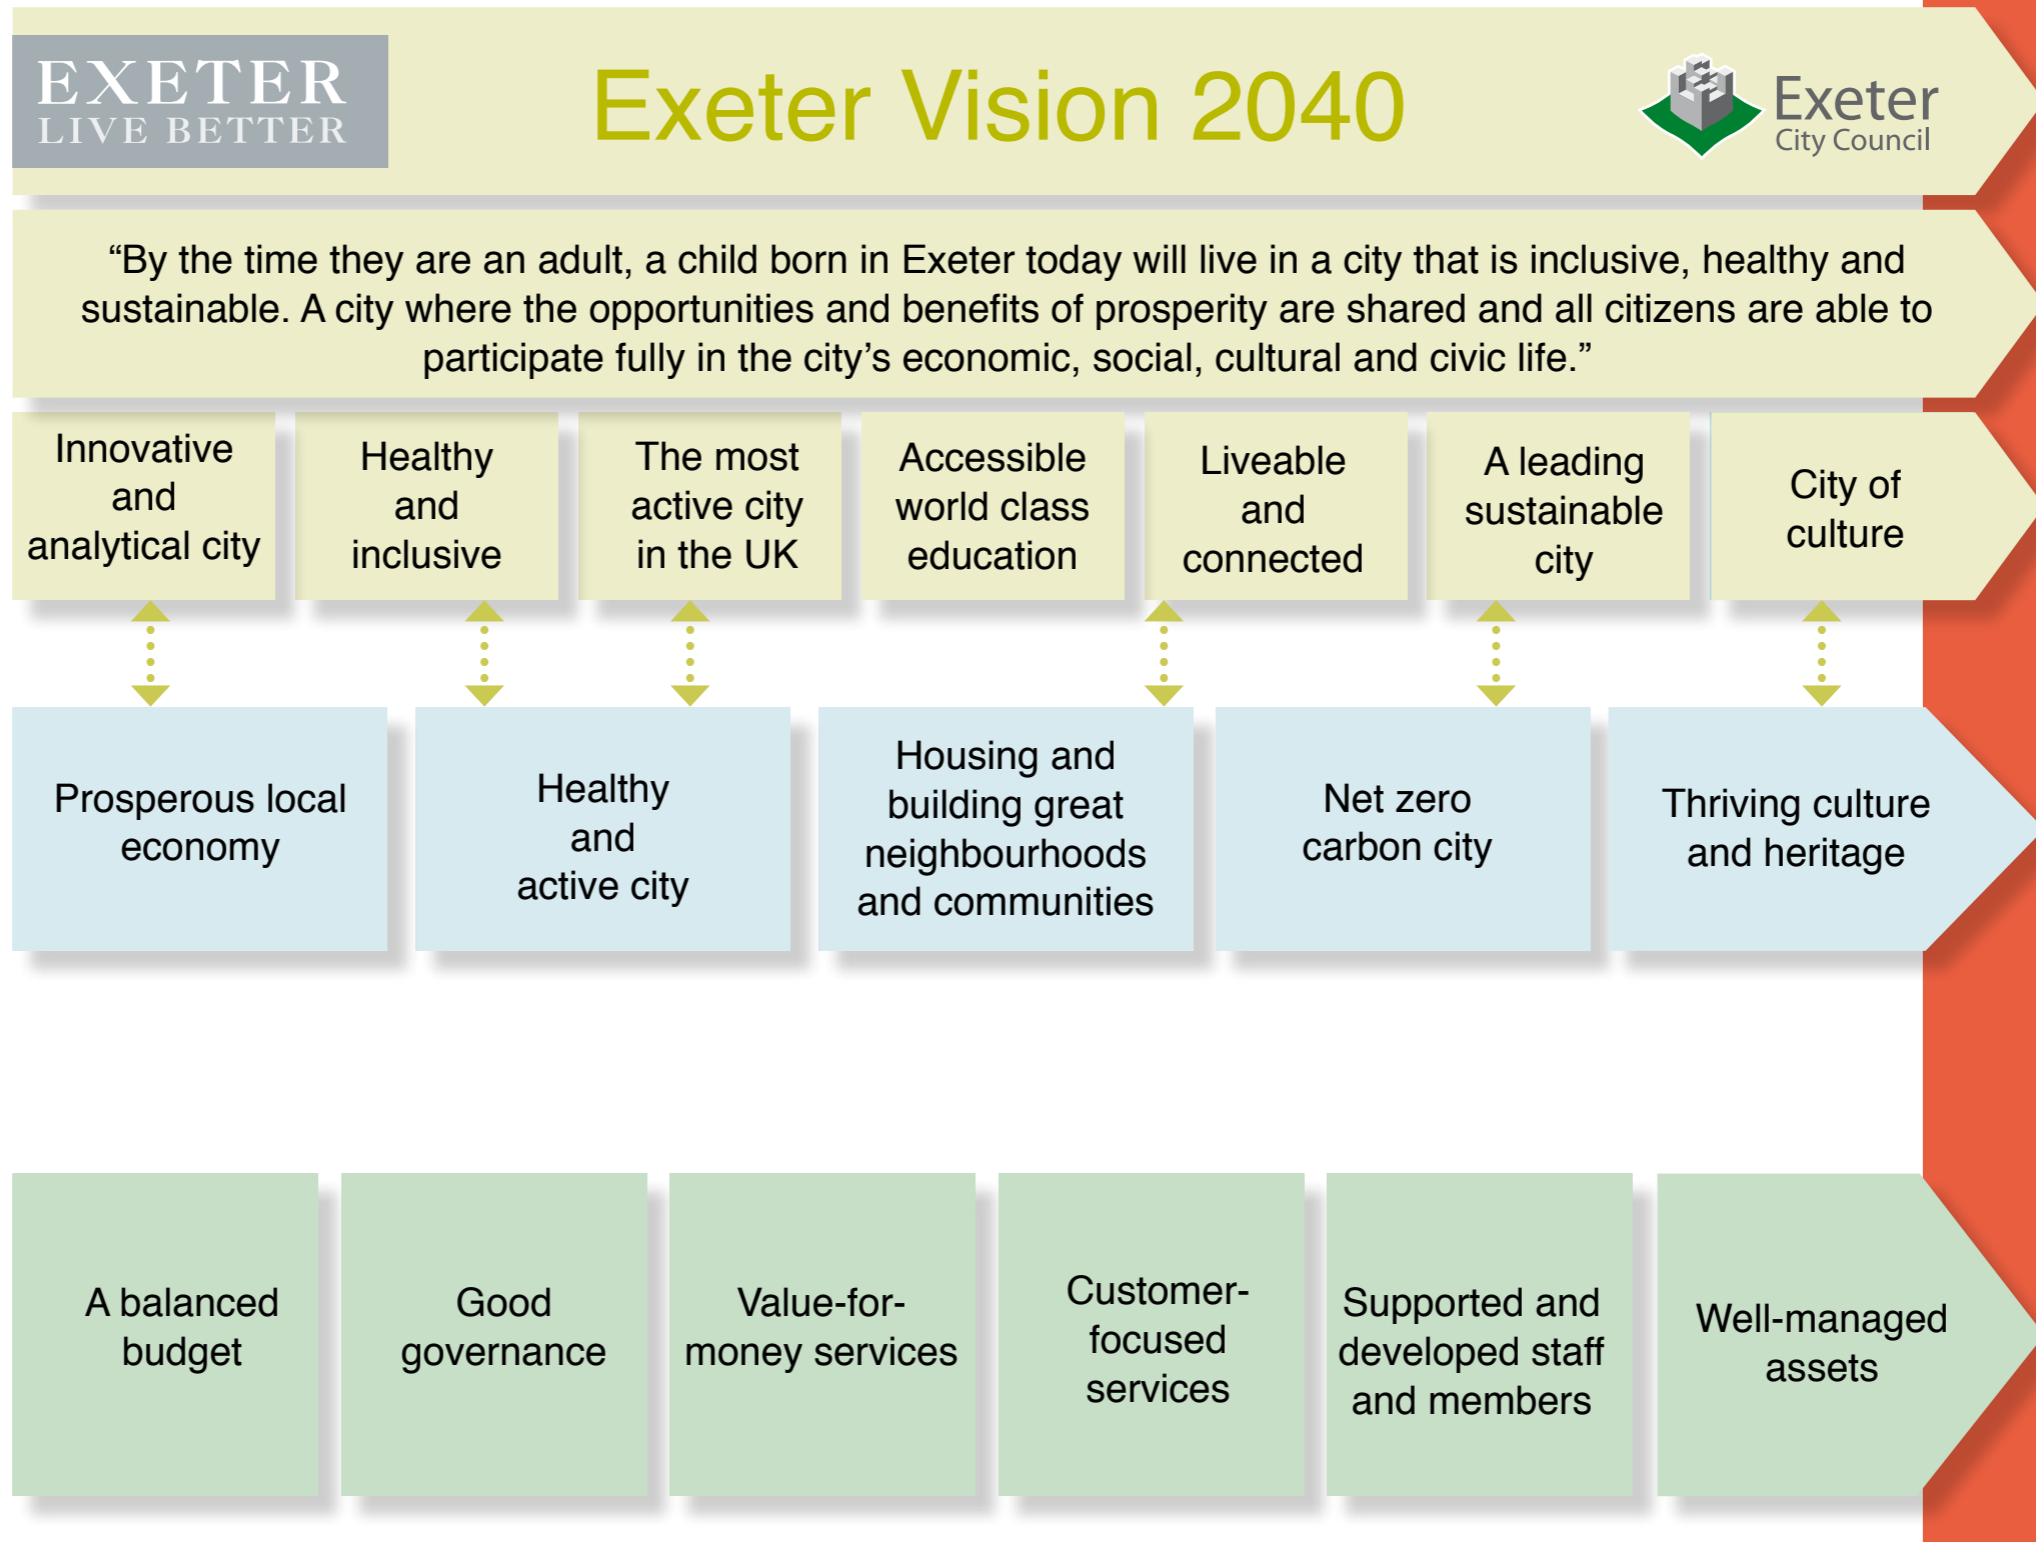 EXETER
LIVE BETTER
Exeter Vision 2040
Exeter
City Council
“By the time they are an adult, a child born in Exeter today will live in a city that is inclusive, healthy and
sustainable. A city where the opportunities and benefits of prosperity are shared and all citizens are able to
participate fully in the city’s economic, social, cultural and civic life.”
Innovative
and
analytical city
Healthy
and
inclusive
The most
active city
in the UK
Accessible
world class
education
Liveable
and
connected
A leading
sustainable
city
City of
culture
Prosperous local
economy
Healthy
and
active city
Housing and
building great
neighbourhoods
and communities
Net zero
carbon city
Thriving culture
and heritage
A balanced
budget
Good
governance
Value-for-
money services
Customer-
focused
services
Supported and
developed staff
and members
Well-managed
assets